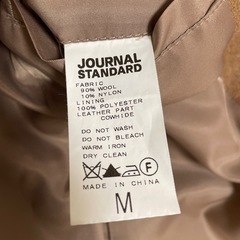 JOURNAL
STANDARD
FABRIC
90% WOOL
10% NYLON
LINING
100% POLYESTER
LEATHER PART
COWHIDE
DO NOT WASH
DO NOT BLEACH
WARM IRON
DRY CLEAN
F
MADE IN CHINA
M